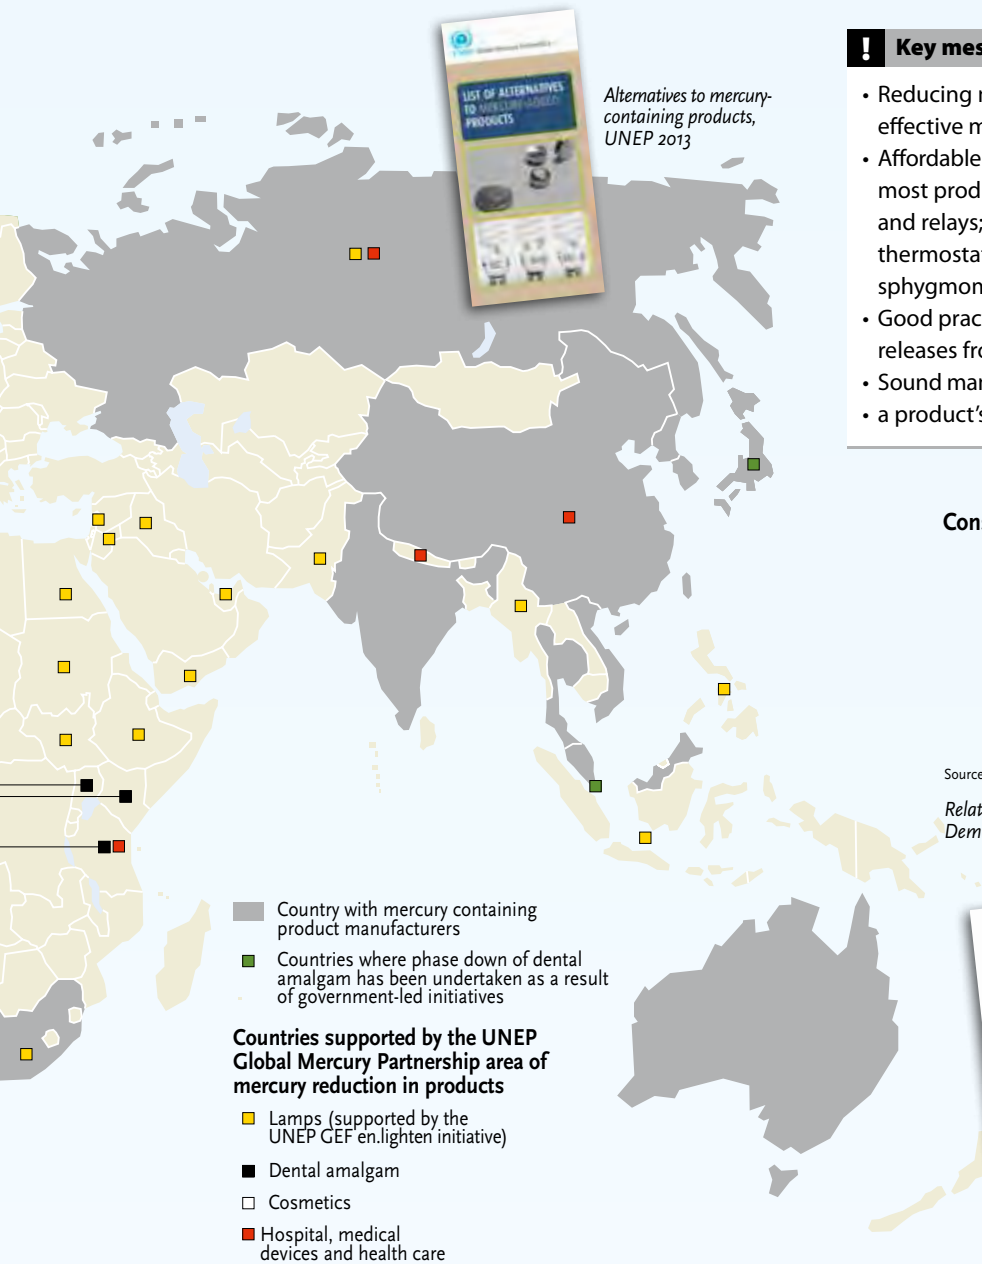 LIST OF ALTERNATIVES
TO MERCURY-ADDED
PRODUCTS
Alternatives to mercury-
containing products,
UNEP 2013
! Key mes
• Reducing
effective m
• Affordable
most prod
and relays;
thermosta
sphygmon
• Good prac
releases fro
• Sound mar
• a product's
Con
Source
Relat
Dem
Country with mercury containing
product manufacturers
Countries where phase down of dental
amalgam has been undertaken as a result
of government-led initiatives
Countries supported by the UNEP
Global Mercury Partnership area of
mercury reduction in products
Lamps (supported by the
UNEP GEF en.lighten initiative)
Dental amalgam
Cosmetics
Hospital, medical
devices and health care